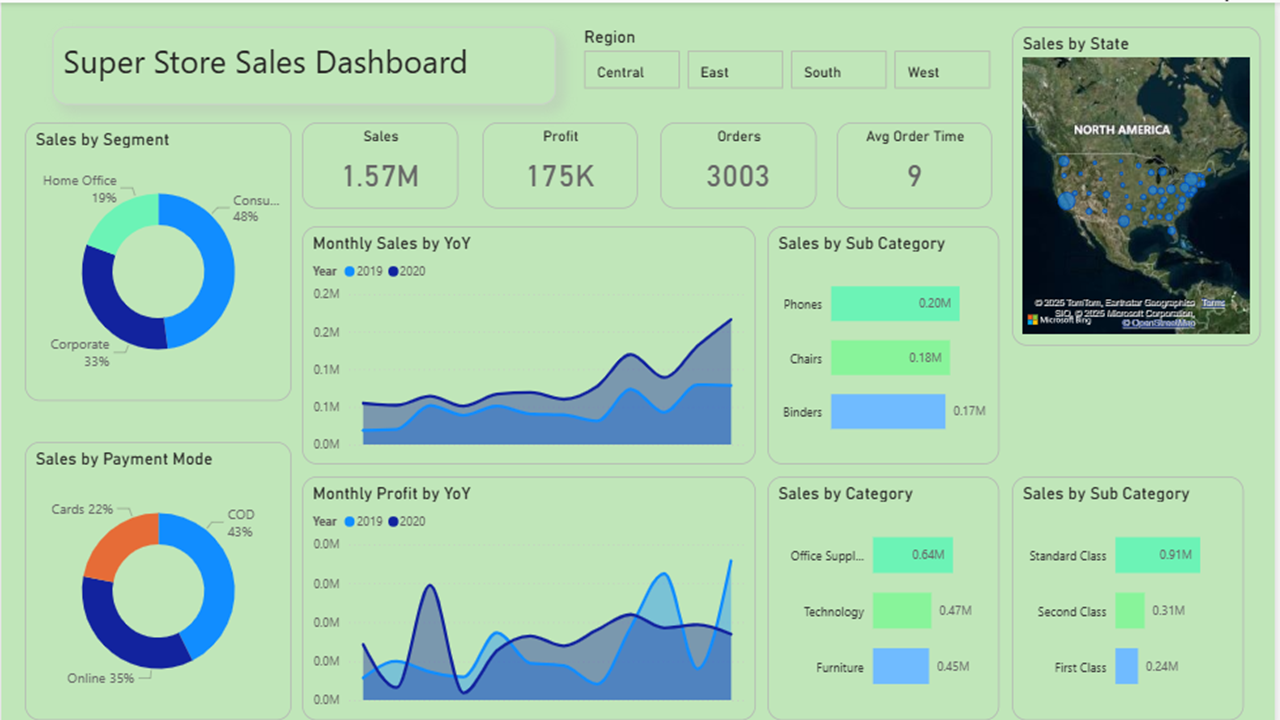 Super Store Sales Dashboard
Region
Central
East
South
West
Sales by State
NORTH AMERICA
© 2025 TomTom, Earthstar Geographics
SIO, © 2025 Microsoft Corporation,
© OpenStreetMap
Terms
Microsoft Bing
Sales by Segment
Home Office
19%
Consu...
48%
Corporate
33%
Sales
1.57M
Profit
175K
Orders
3003
Avg Order Time
9
Monthly Sales by YoY
Year 2019 2020
0.2M
0.2M
0.1M
0.1M
0.0M
Sales by Sub Category
Phones 0.20M
Chairs 0.18M
Binders 0.17M
Sales by Payment Mode
Cards 22%
COD
43%
Online 35%
Monthly Profit by YoY
Year 2019 2020
0.0M
0.0M
0.0M
0.0M
0.0M
Sales by Category
Office Suppl... 0.64M
Technology 0.47M
Furniture 0.45M
Sales by Sub Category
Standard Class 0.91M
Second Class 0.31M
First Class 0.24M